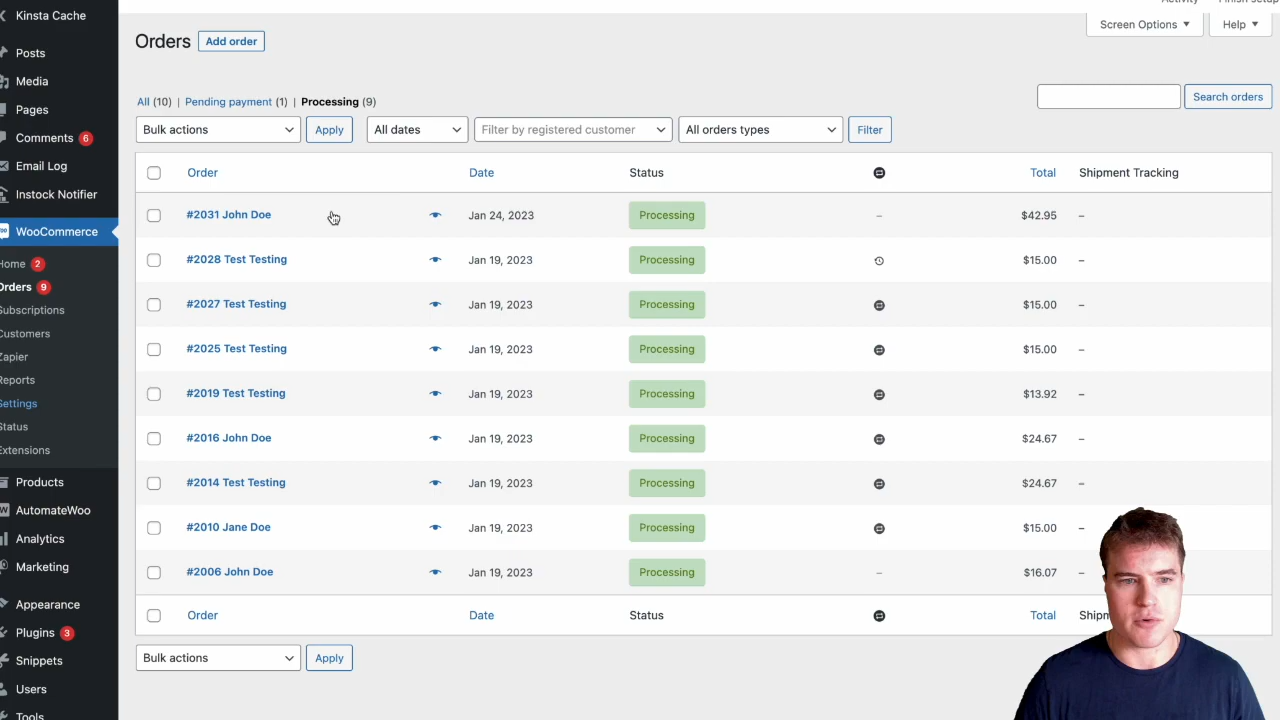 Kinsta Cache
Posts
Media
Pages
Comments 6
Email Log
Instock Notifier
WooCommerce
Home 2
Orders 9
Subscriptions
Customers
Zapier
Reports
Settings
Status
Extensions
Products
AutomateWoo
Analytics
Marketing
Appearance
Plugins 3
Snippets
Users
Tools
Activity Finish setup
Screen Options Help
Orders Add order
All (10) | Pending payment (1) | Processing (9)
Search orders
Bulk actions Apply All dates Filter by registered customer All orders types Filter
Order Date Status Total Shipment Tracking
#2031 John Doe Jan 24, 2023 Processing – $42.95 –
#2028 Test Testing Jan 19, 2023 Processing $15.00 –
#2027 Test Testing Jan 19, 2023 Processing $15.00 –
#2025 Test Testing Jan 19, 2023 Processing $15.00 –
#2019 Test Testing Jan 19, 2023 Processing $13.92 –
#2016 John Doe Jan 19, 2023 Processing $24.67 –
#2014 Test Testing Jan 19, 2023 Processing $24.67 –
#2010 Jane Doe Jan 19, 2023 Processing $15.00 –
#2006 John Doe Jan 19, 2023 Processing – $16.07 –
Order Date Status Total Shipm
Bulk actions Apply